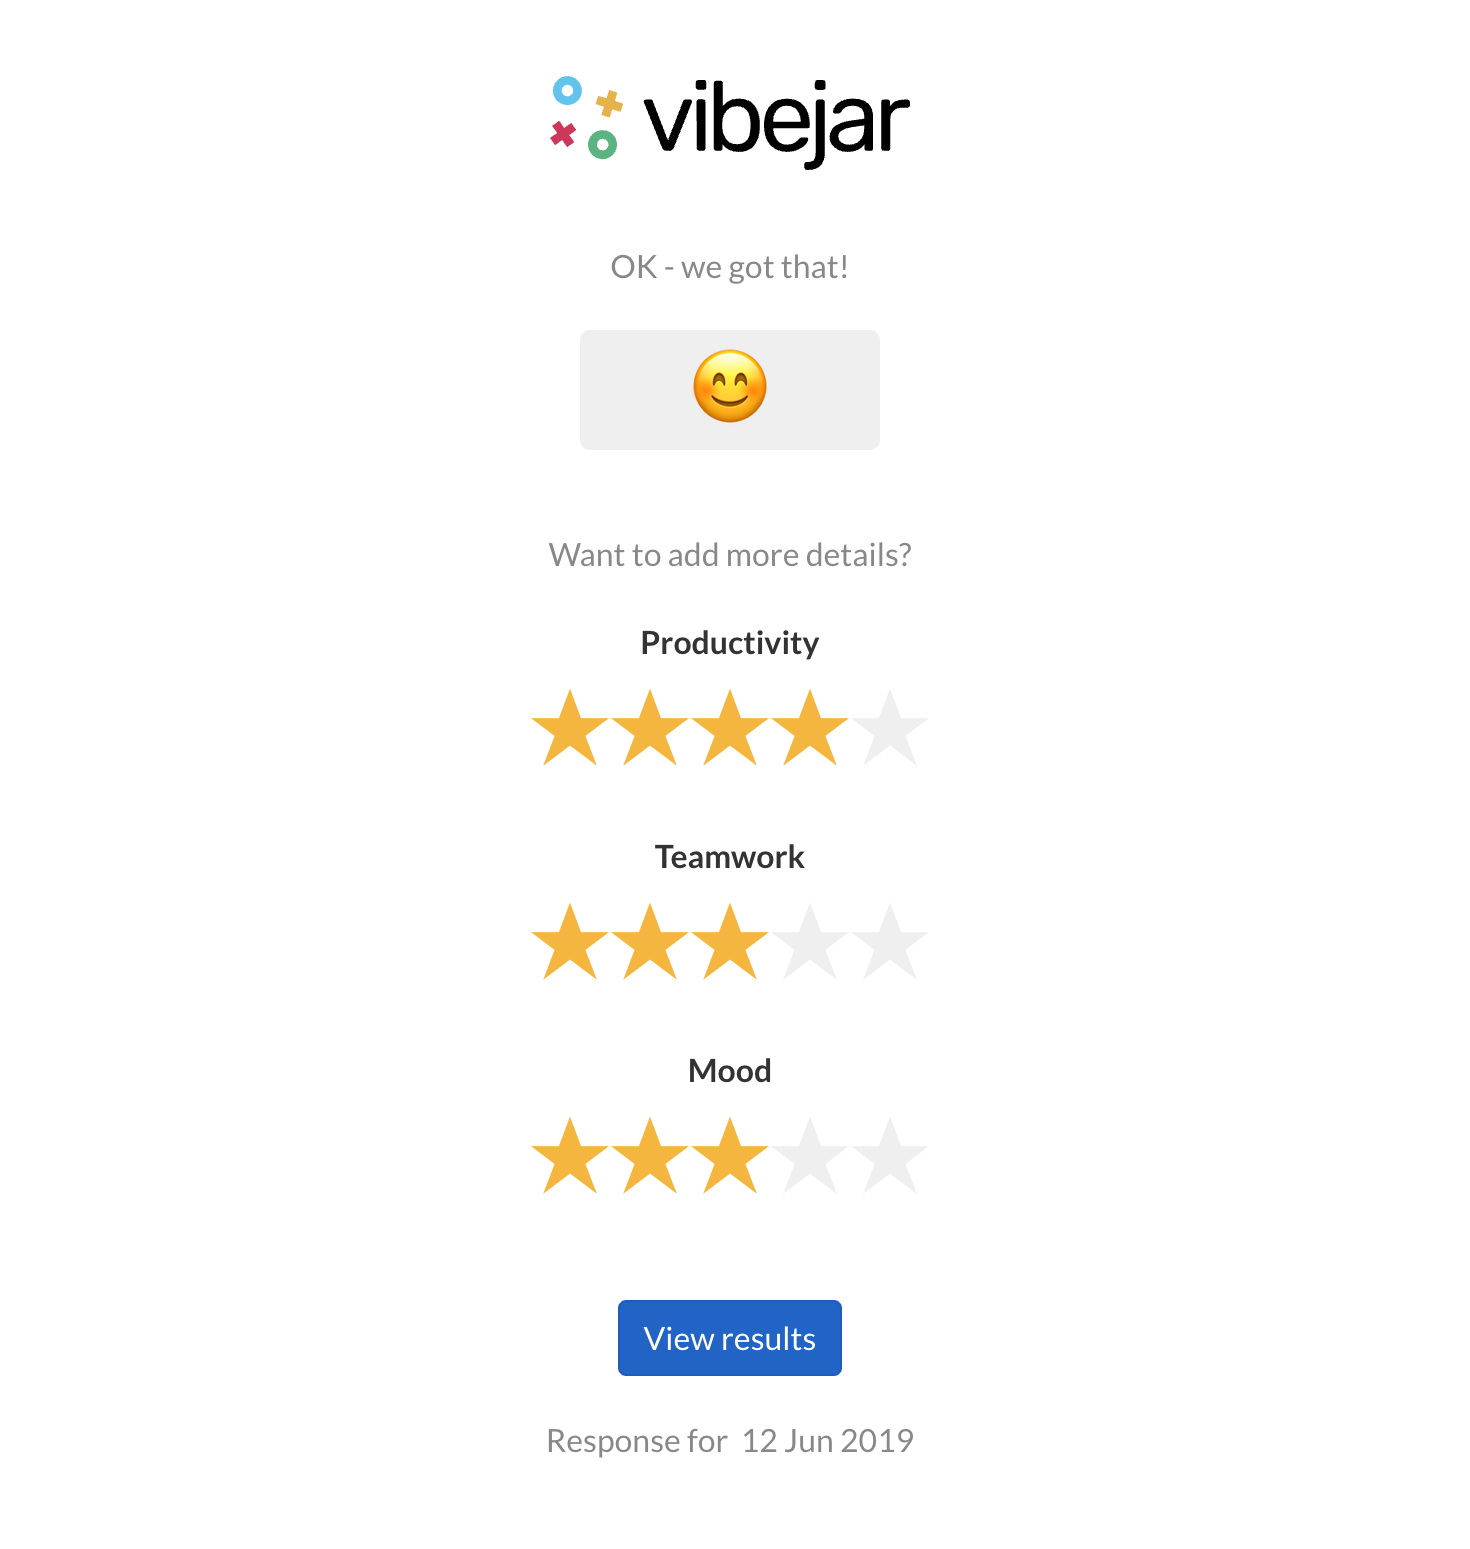 vibejar
OK - we got that!
Want to add more details?
Productivity
Teamwork
Mood
View results
Response for 12 Jun 2019